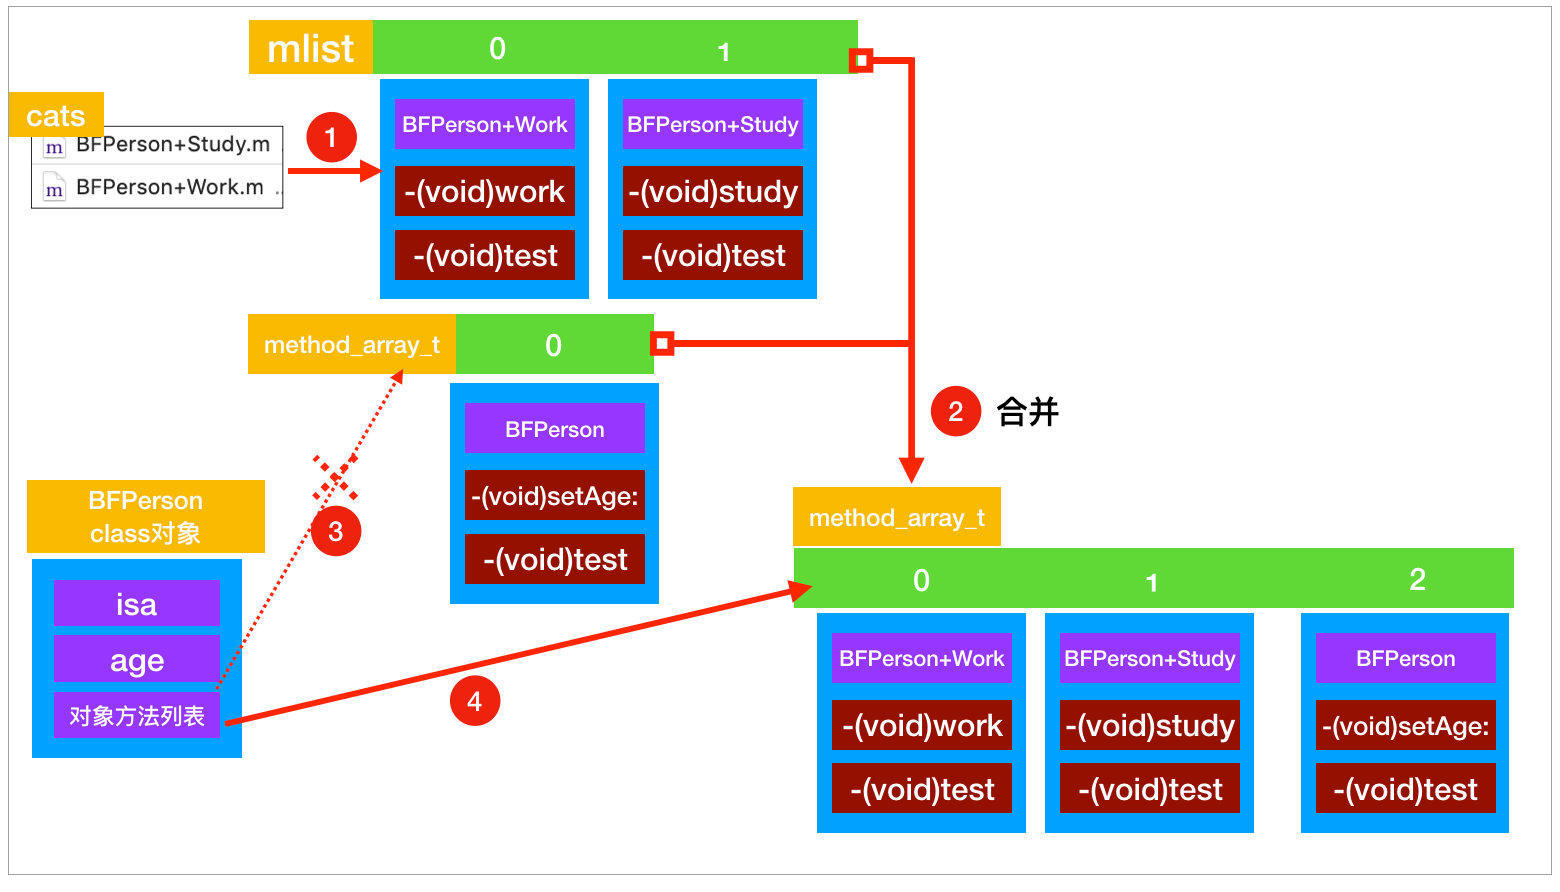 mlist
0
1
cats
m BFPerson+Study.m
m BFPerson+Work.m ..
1
BFPerson+Work
-(void)work
-(void)test
BFPerson+Study
-(void)study
-(void)test
method_array_t
0
BFPerson
-(void)setAge:
-(void)test
2
合并
3
BFPerson
class对象
isa
age
对象方法列表
4
method_array_t
0
1
2
BFPerson+Work
-(void)work
-(void)test
BFPerson+Study
-(void)study
-(void)test
BFPerson
-(void)setAge:
-(void)test